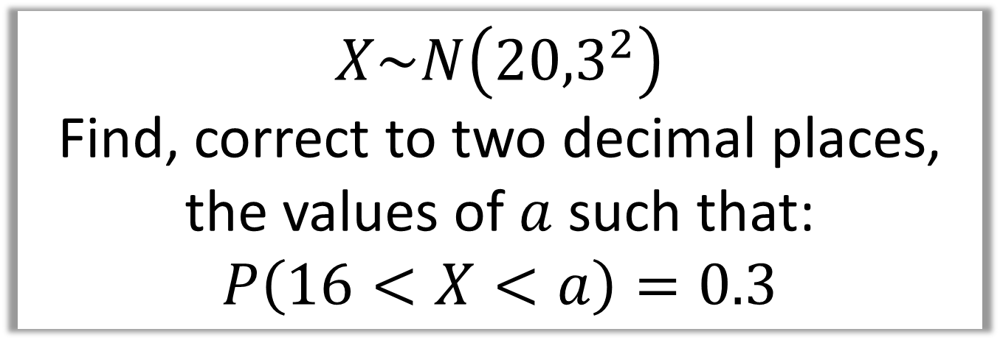 X~N(20,3²)
Find, correct to two decimal places,
the values of a such that:
P(16 < X < a) = 0.3